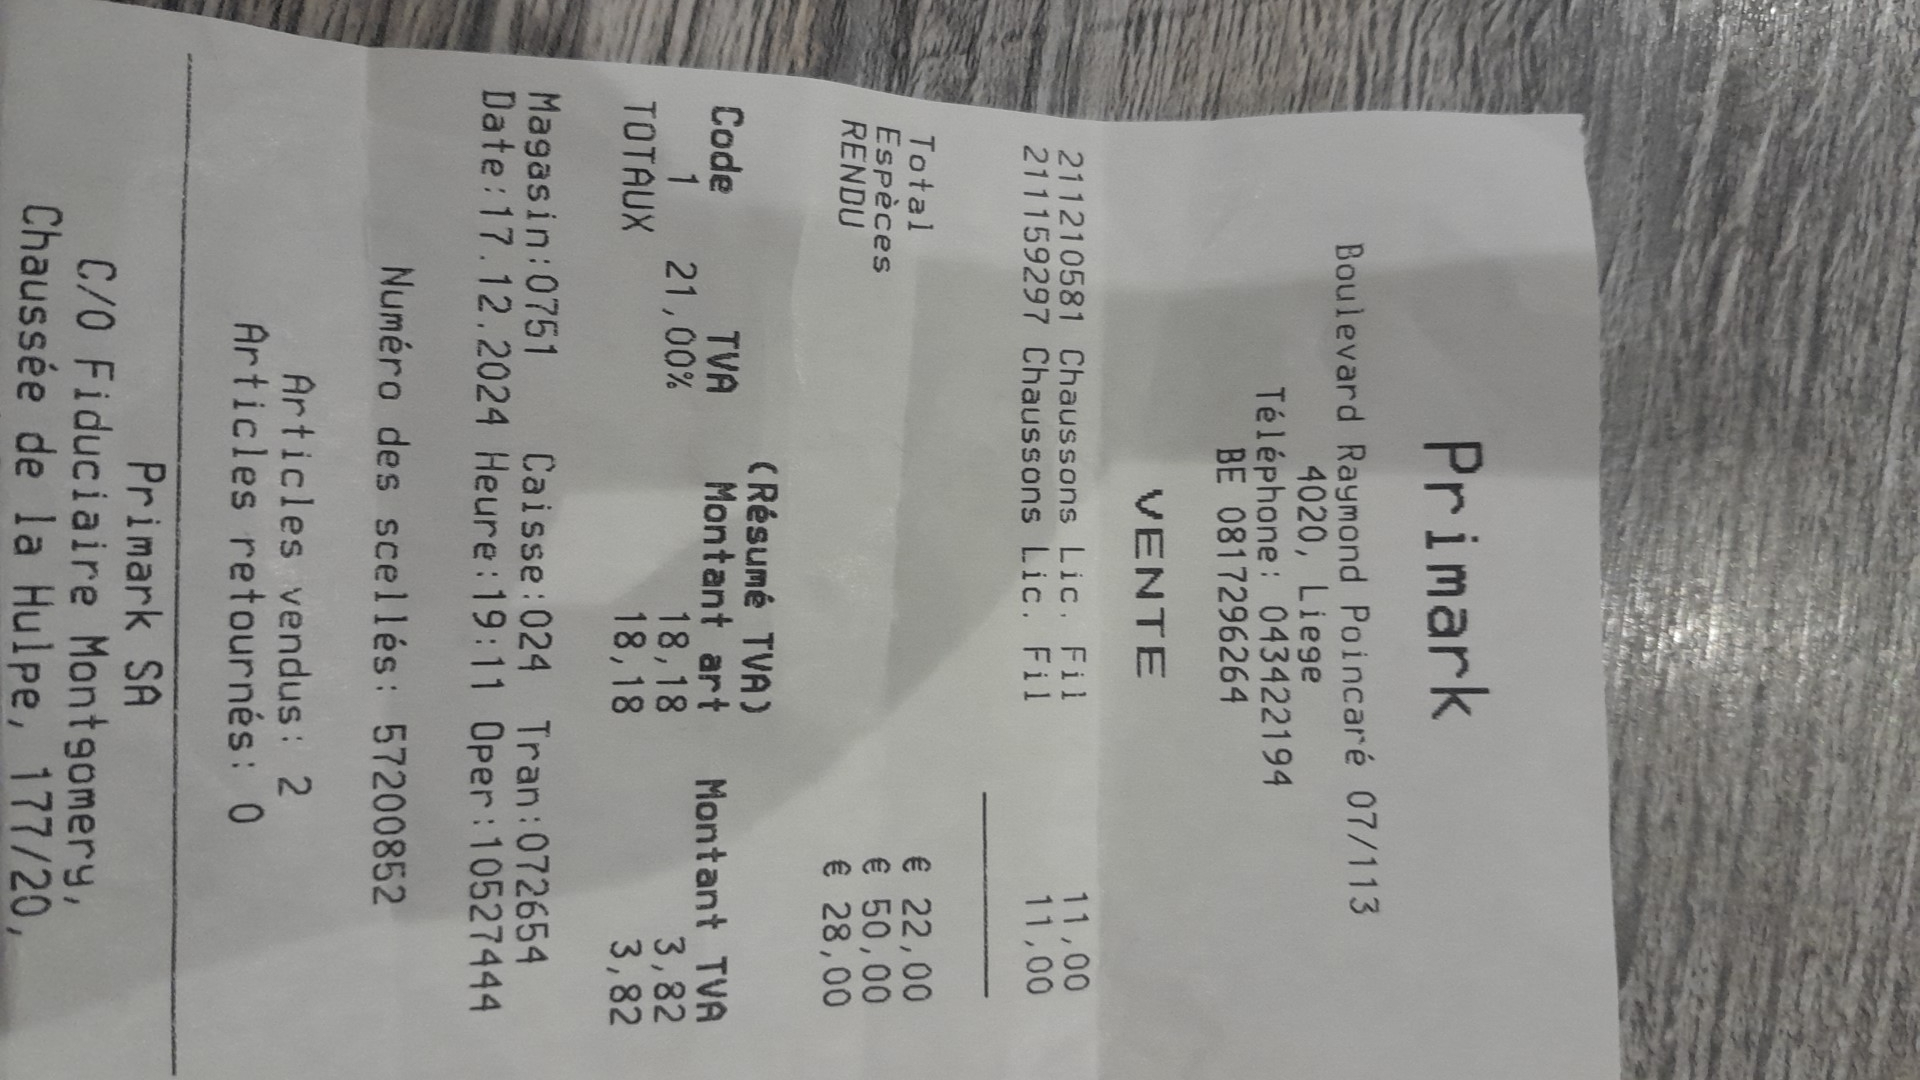 Primark
Boulevard Raymond Poincaré 07/113
4020, Liege
Téléphone: 043422194
BE 0817296264
VENTE
211210581 Chaussons Lic. Fil 11,00
211159297 Chaussons Lic. Fil 11,00
Total € 22,00
Espèces € 50,00
RENDU € 28,00
(Résumé TVA)
Code TVA Montant art Montant TVA
1 21,00% 18,18 3,82
TOTAUX 18,18 3,82
Magasin:0751 Caisse:024 Tran:072654
Date:17.12.2024 Heure:19:11 Oper:10527444
Numéro des scellés: 57200852
Articles vendus: 2
Articles retournés: 0
Primark SA
C/O Fiduciaire Montgomery,
Chaussée de la Hulpe, 177/20,